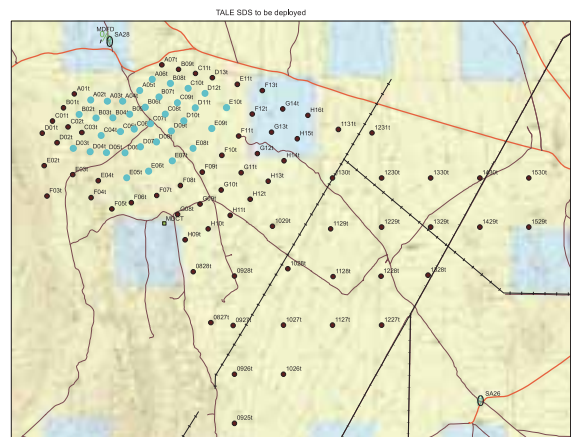 TALE SDS to be deployed
MDFD
SA28
A07t B09t C11t D13t E11t F13t
A06t B08t C10t D12t
A05t B07t C09t D11t E10t F12t G14t H16t
A01t A02t A03t A04t B06t
B01t B02t B03t B04t C07t D10t
C01t C02t C03t C04t C05t C06t D09t E09t F11t G13t H15t 1131t 1231t
D01t D02t D03t D04t D05t D06t D07t D08t E08t F10t G12t H14t
E02t E03t E04t E05t E06t E07t F09t G11t H13t 1130t 1230t 1330t 1430t 1530t
F03t F04t F05t F06t F07t F08t G09t G10t H12t
G08t H11t
MDCT
H09t H10t 1029t 1129t 1229t 1329t 1429t 1529t
0828t 0928t 1028t 1128t 1228t 1328t
0827t 0927t 1027t 1127t 1227t
0926t 1026t
SA26
0925t